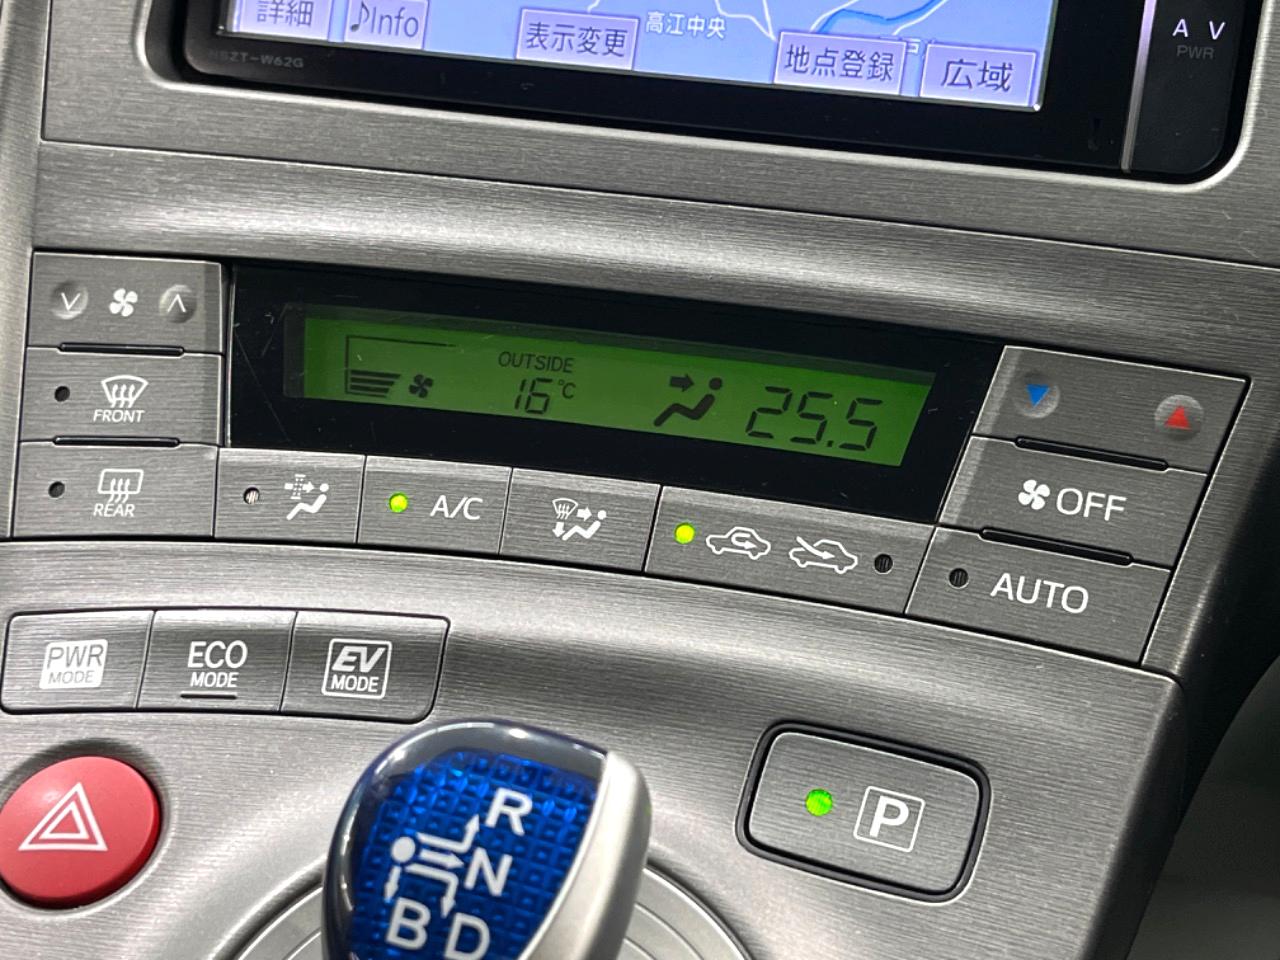 詳細
♪Info
表示変更
高江中央
地点登録
広域
NSZT-W62G
A V
PWR
FRONT
REAR
OUTSIDE
16℃
25.5
A/C
OFF
AUTO
PWR
MODE
ECO
MODE
EV
MODE
R
N
B D
P